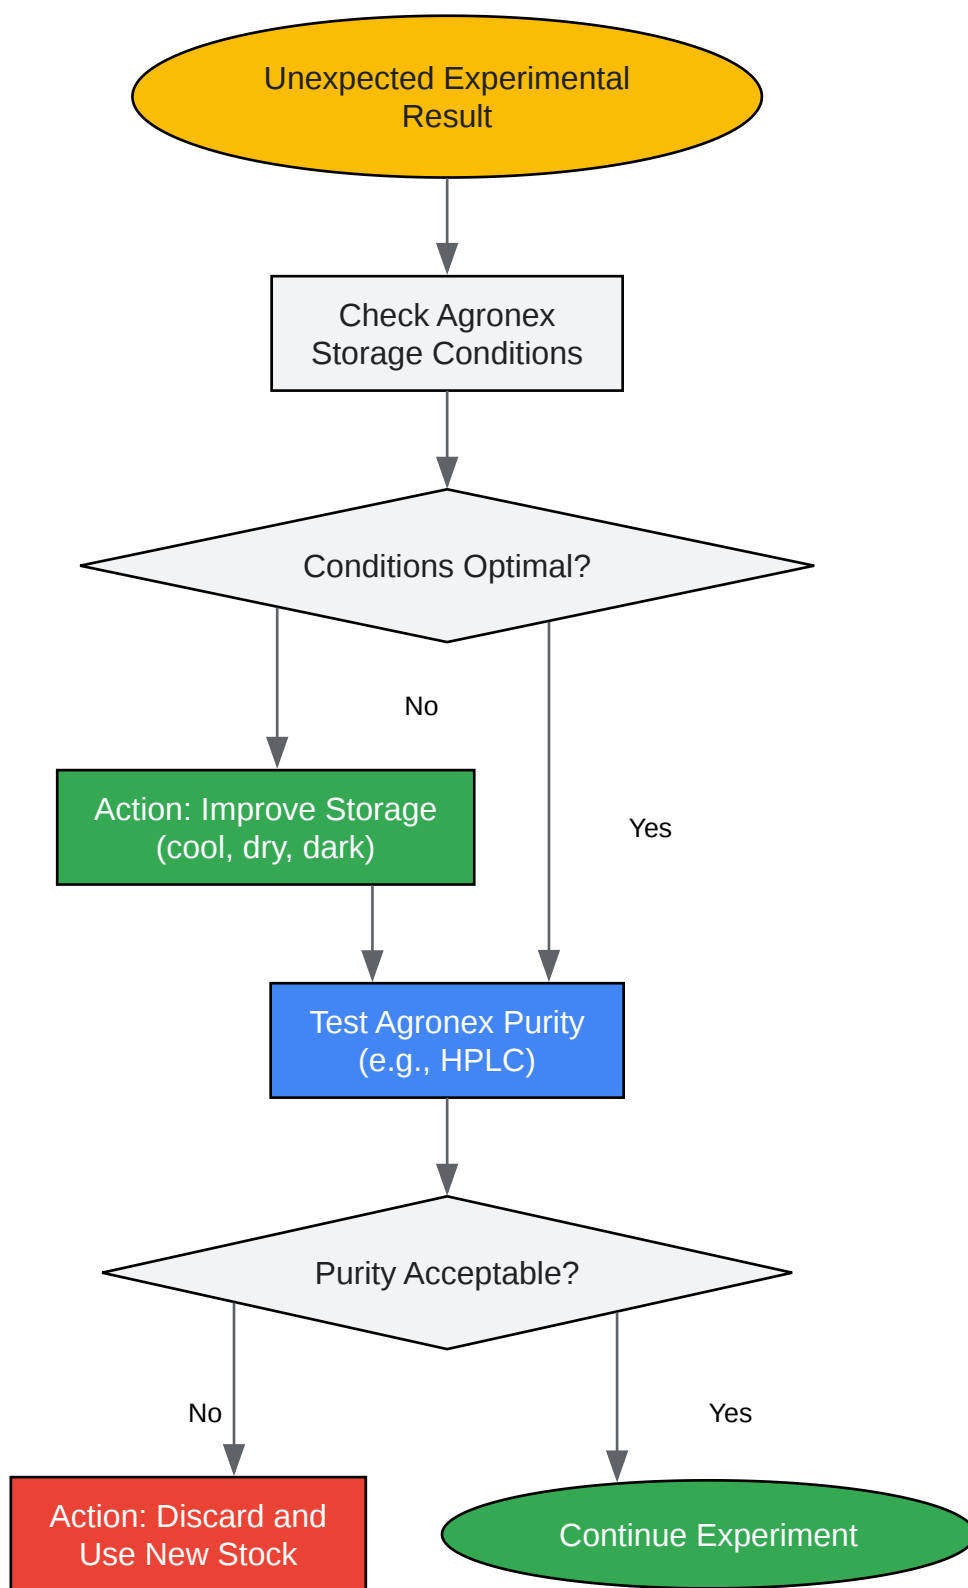 Unexpected Experimental
Result
Check Agronex
Storage Conditions
Conditions Optimal?
No
Action: Improve Storage
(cool, dry, dark)
Yes
Test Agronex Purity
(e.g., HPLC)
Purity Acceptable?
No
Yes
Action: Discard and
Use New Stock
Continue Experiment